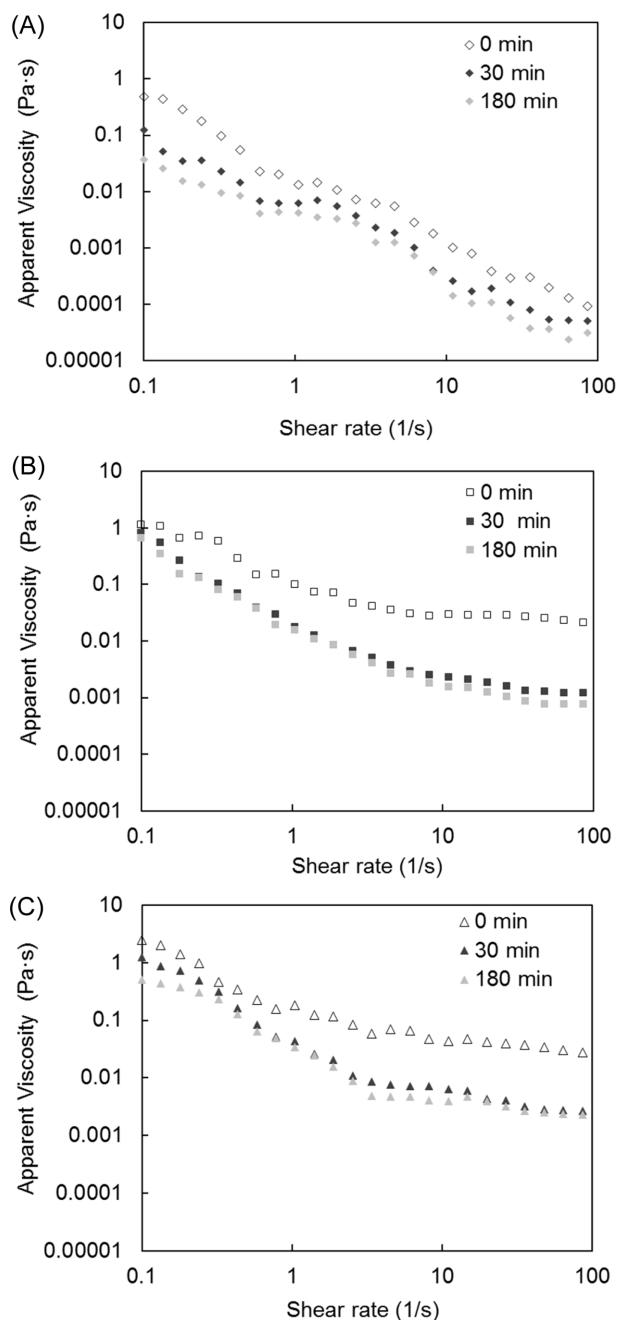 (A)
10
1
0.1
0.01
0.001
0.0001
0.00001
Apparent Viscosity (Pa·s)
0 min
30 min
180 min
0.1 1 10 100
Shear rate (1/s)
(B)
10
1
0.1
0.01
0.001
0.0001
0.00001
Apparent Viscosity (Pa·s)
0 min
30 min
180 min
0.1 1 10 100
Shear rate (1/s)
(C)
10
1
0.1
0.01
0.001
0.0001
0.00001
Apparent Viscosity (Pa·s)
0 min
30 min
180 min
0.1 1 10 100
Shear rate (1/s)